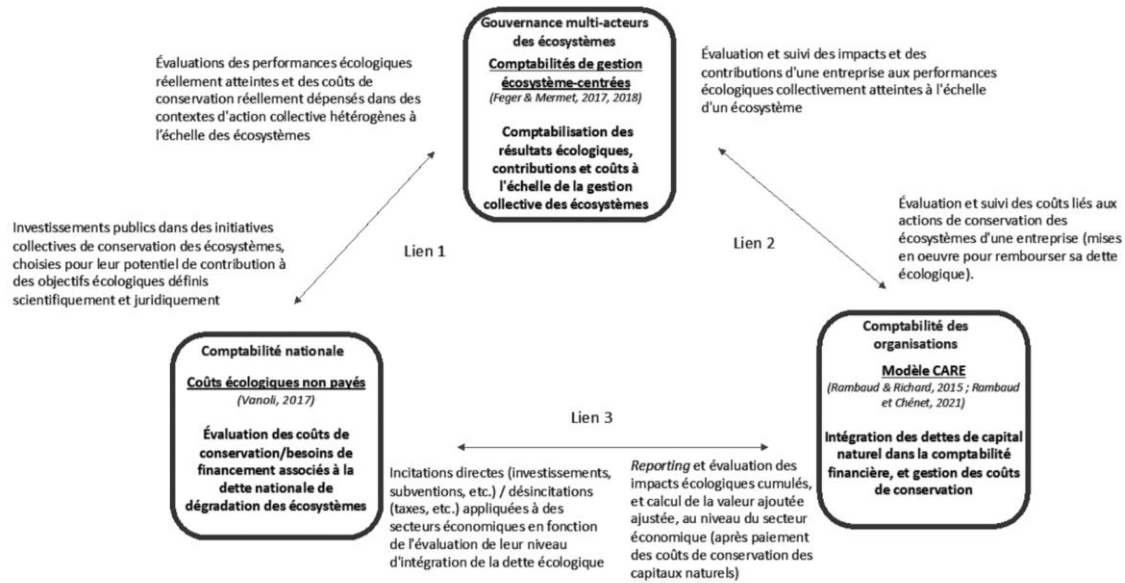 Gouvernance multi-acteurs
des écosystèmes
Comptabilités de gestion
écosystème-centrées
(Feger & Mermet, 2017, 2018)
Comptabilisation des
résultats écologiques,
contributions et coûts à
l'échelle de la gestion
collective des écosystèmes
Évaluations des performances écologiques
réellement atteintes et des coûts de
conservation réellement dépensés dans des
contextes d'action collective hétérogènes à
l'échelle des écosystèmes
Évaluation et suivi des impacts et des
contributions d'une entreprise aux performances
écologiques collectivement atteintes à l'échelle
d'un écosystème
Investissements publics dans des initiatives
collectives de conservation des écosystèmes,
choisies pour leur potentiel de contribution à
des objectifs écologiques définis
scientifiquement et juridiquement
Lien 1
Lien 2
Évaluation et suivi des coûts liés aux
actions de conservation des
écosystèmes d'une entreprise (mises
en oeuvre pour rembourser sa dette
écologique).
Comptabilité nationale
Coûts écologiques non payés
(Vanoli, 2017)
Évaluation des coûts de
conservation/besoins de
financement associés à la
dette nationale de
dégradation des écosystèmes
Comptabilité des
organisations
Modèle CARE
(Rambaud & Richard, 2015 ; Rambaud
et Chénet, 2021)
Intégration des dettes de capital
naturel dans la comptabilité
financière, et gestion des coûts
de conservation
Lien 3
Incitations directes (investissements,
subventions, etc.) / désincitations
(taxes, etc.) appliquées à des
secteurs économiques en fonction
de l'évaluation de leur niveau
d'intégration de la dette écologique
Reporting et évaluation des
impacts écologiques cumulés,
et calcul de la valeur ajoutée
ajustée, au niveau du secteur
économique (après paiement
des coûts de conservation des
capitaux naturels)